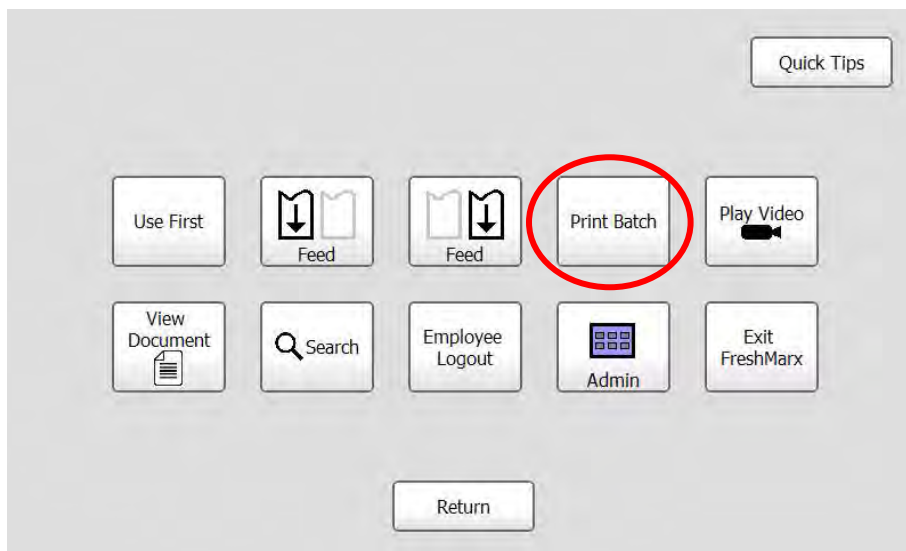 Quick Tips
Use First
Feed
Feed
Print Batch
Play Video
View
Document
Search
Employee
Logout
Admin
Exit
FreshMarx
Return